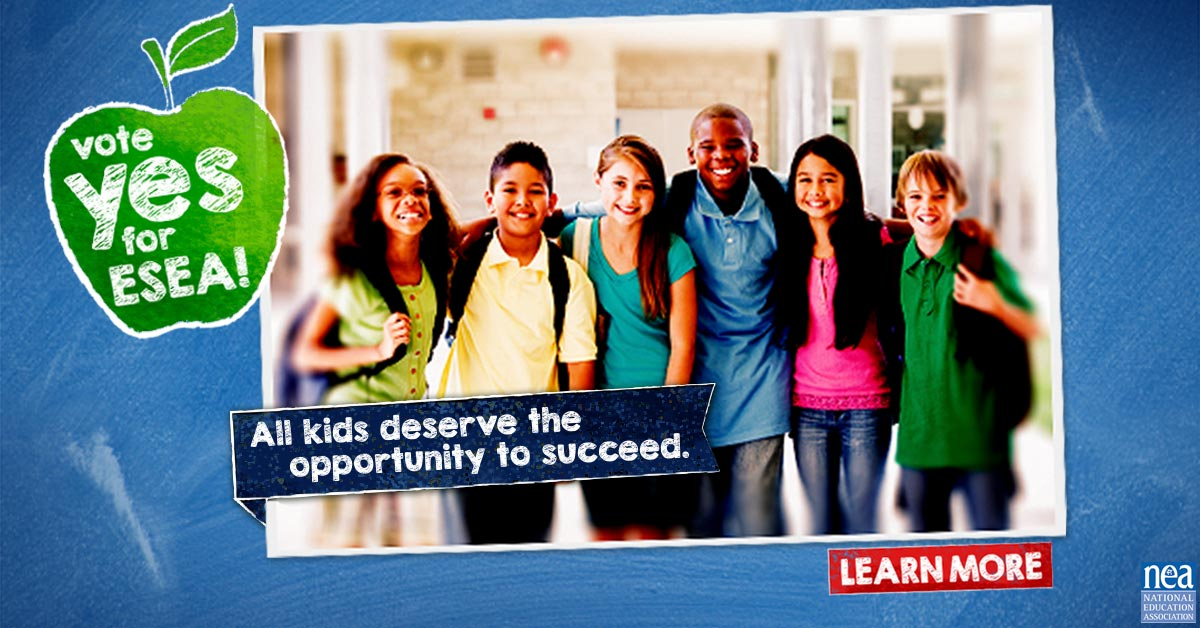 vote
yes
for
ESEA!
All kids deserve the
opportunity to succeed.
LEARN MORE
nea
NATIONAL
EDUCATION
ASSOCIATION